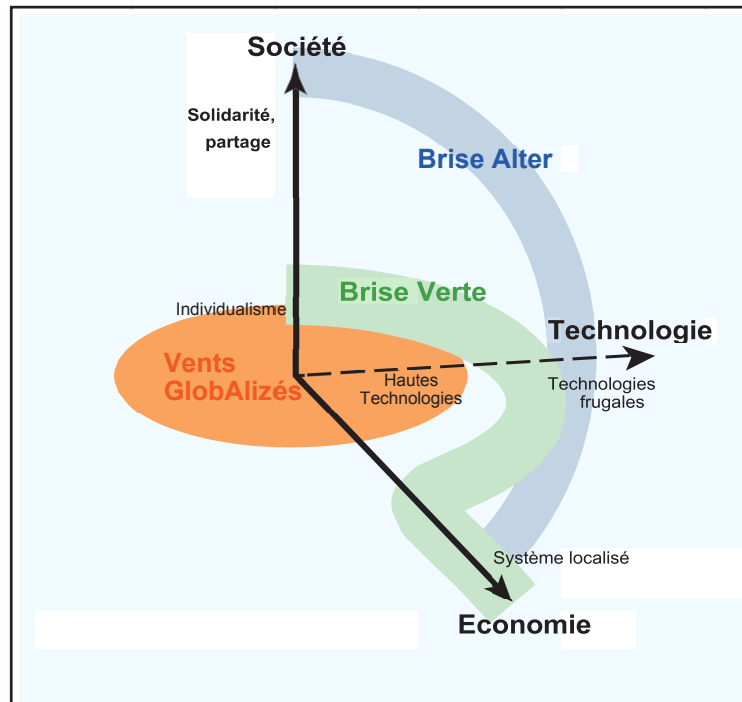 Société
Solidarité,
partage
Brise Alter
Brise Verte
Individualisme
Technologie
Vents
GlobAlizés
Hautes
Technologies
Technologies
frugales
Système localisé
Economie